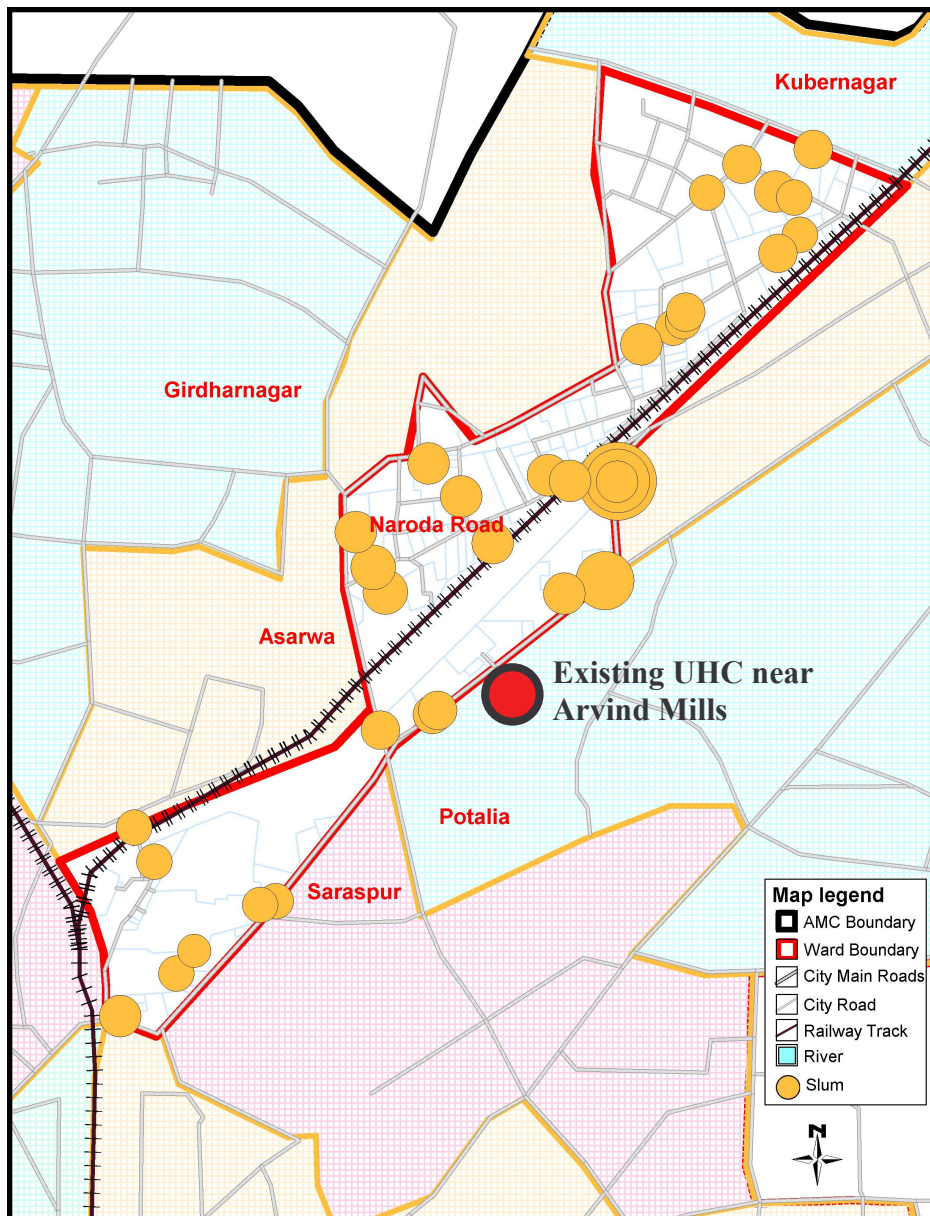 Kubernagar
Girdharnagar
Naroda Road
Asarwa
Existing UHC near
Arvind Mills
Potalia
Saraspur
Map legend
AMC Boundary
Ward Boundary
City Main Roads
City Road
Railway Track
River
Slum
N